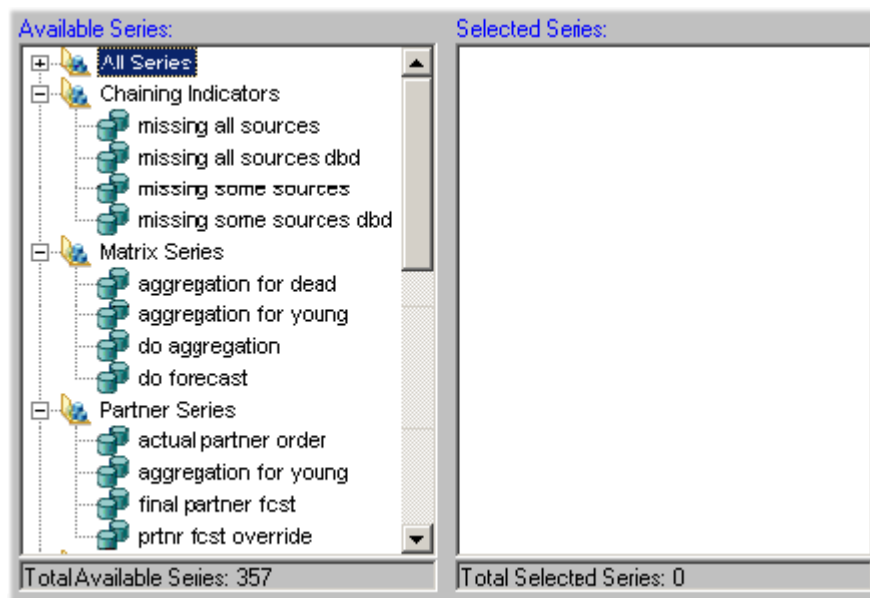 Available Series:
All Series
Chaining Indicators
missing all sources
missing all sources dbd
missing some sources
missing some sources dbd
Matrix Series
aggregation for dead
aggregation for young
do aggregation
do forecast
Partner Series
actual partner order
aggregation for young
final partner fcst
prtnr fcst override
Total Available Series: 357
Selected Series:
Total Selected Series: 0